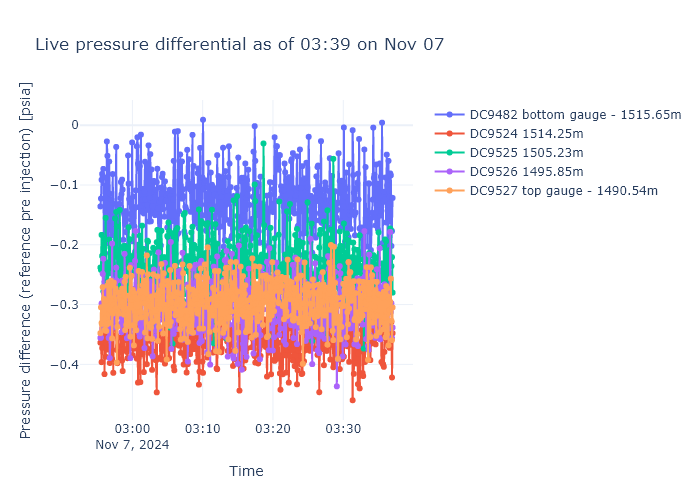 Live pressure differential as of 03:39 on Nov 07
Pressure difference (reference pre injection) [psia]
0
−0.1
−0.2
−0.3
−0.4
03:00
Nov 7, 2024
03:10
03:20
03:30
Time
DC9482 bottom gauge - 1515.65m
DC9524 1514.25m
DC9525 1505.23m
DC9526 1495.85m
DC9527 top gauge - 1490.54m